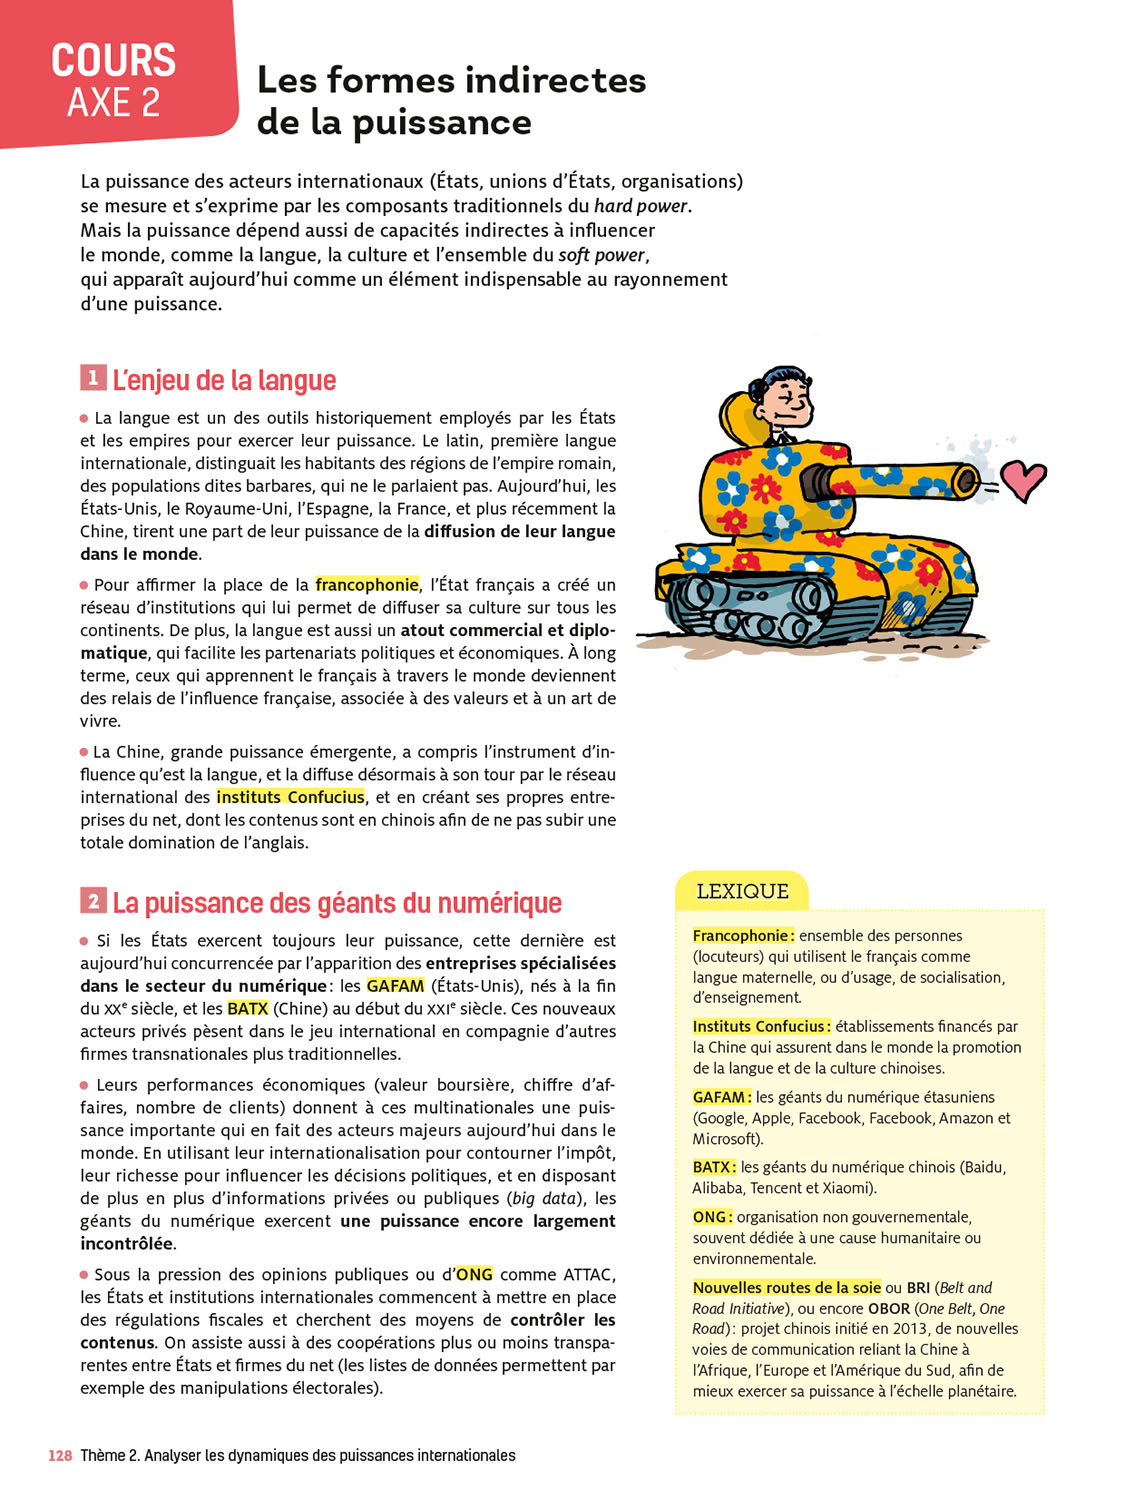 COURS
AXE 2
Les formes indirectes
de la puissance
La puissance des acteurs internationaux (États, unions d’États, organisations)
se mesure et s’exprime par les composants traditionnels du hard power.
Mais la puissance dépend aussi de capacités indirectes à influencer
le monde, comme la langue, la culture et l’ensemble du soft power,
qui apparaît aujourd’hui comme un élément indispensable au rayonnement
d’une puissance.
1 L’enjeu de la langue
• La langue est un des outils historiquement employés par les États
et les empires pour exercer leur puissance. Le latin, première langue
internationale, distinguait les habitants des régions de l’empire romain,
des populations dites barbares, qui ne le parlaient pas. Aujourd’hui, les
États-Unis, le Royaume-Uni, l’Espagne, la France, et plus récemment la
Chine, tirent une part de leur puissance de la diffusion de leur langue
dans le monde.
• Pour affirmer la place de la francophonie, l’État français a créé un
réseau d’institutions qui lui permet de diffuser sa culture sur tous les
continents. De plus, la langue est aussi un atout commercial et diplo-
matique, qui facilite les partenariats politiques et économiques. À long
terme, ceux qui apprennent le français à travers le monde deviennent
des relais de l’influence française, associée à des valeurs et à un art de
vivre.
• La Chine, grande puissance émergente, a compris l’instrument d’in-
fluence qu’est la langue, et la diffuse désormais à son tour par le réseau
international des instituts Confucius, et en créant ses propres entre-
prises du net, dont les contenus sont en chinois afin de ne pas subir une
totale domination de l’anglais.
2 La puissance des géants du numérique
• Si les États exercent toujours leur puissance, cette dernière est
aujourd’hui concurrencée par l’apparition des entreprises spécialisées
dans le secteur du numérique : les GAFAM (États-Unis), nés à la fin
du XXe siècle, et les BATX (Chine) au début du XXIe siècle. Ces nouveaux
acteurs privés pèsent dans le jeu international en compagnie d’autres
firmes transnationales plus traditionnelles.
• Leurs performances économiques (valeur boursière, chiffre d’af-
faires, nombre de clients) donnent à ces multinationales une puis-
sance importante qui en fait des acteurs majeurs aujourd’hui dans le
monde. En utilisant leur internationalisation pour contourner l’impôt,
leur richesse pour influencer les décisions politiques, et en disposant
de plus en plus d’informations privées ou publiques (big data), les
géants du numérique exercent une puissance encore largement
incontrôlée.
• Sous la pression des opinions publiques ou d’ONG comme ATTAC,
les États et institutions internationales commencent à mettre en place
des régulations fiscales et cherchent des moyens de contrôler les
contenus. On assiste aussi à des coopérations plus ou moins transpa-
rentes entre États et firmes du net (les listes de données permettent par
exemple des manipulations électorales).
LEXIQUE
Francophonie : ensemble des personnes
(locuteurs) qui utilisent le français comme
langue maternelle, ou d’usage, de socialisation,
d’enseignement.
Instituts Confucius : établissements financés par
la Chine qui assurent dans le monde la promotion
de la langue et de la culture chinoises.
GAFAM : les géants du numérique étasuniens
(Google, Apple, Facebook, Facebook, Amazon et
Microsoft).
BATX : les géants du numérique chinois (Baidu,
Alibaba, Tencent et Xiaomi).
ONG : organisation non gouvernementale,
souvent dédiée à une cause humanitaire ou
environnementale.
Nouvelles routes de la soie ou BRI (Belt and
Road Initiative), ou encore OBOR (One Belt, One
Road) : projet chinois initié en 2013, de nouvelles
voies de communication reliant la Chine à
l’Afrique, l’Europe et l’Amérique du Sud, afin de
mieux exercer sa puissance à l’échelle planétaire.
128 Thème 2. Analyser les dynamiques des puissances internationales